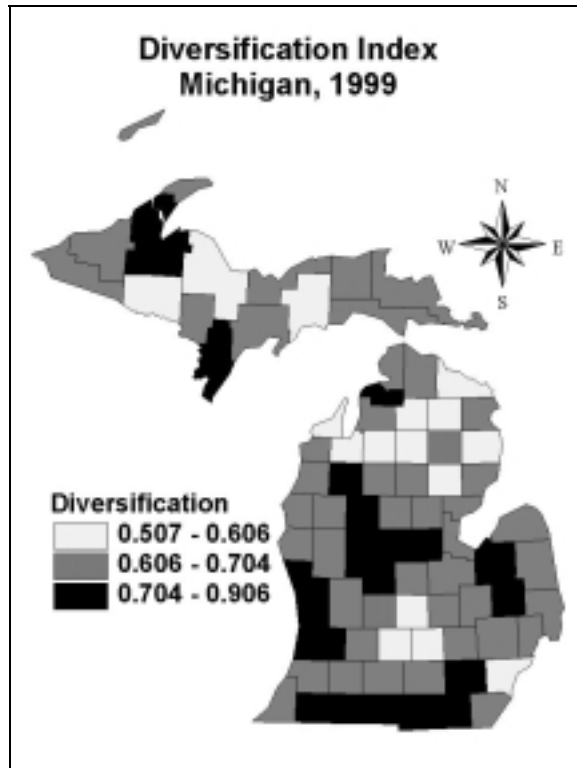 Diversification Index
Michigan, 1999
N
W E
S
Diversification
0.507 - 0.606
0.606 - 0.704
0.704 - 0.906